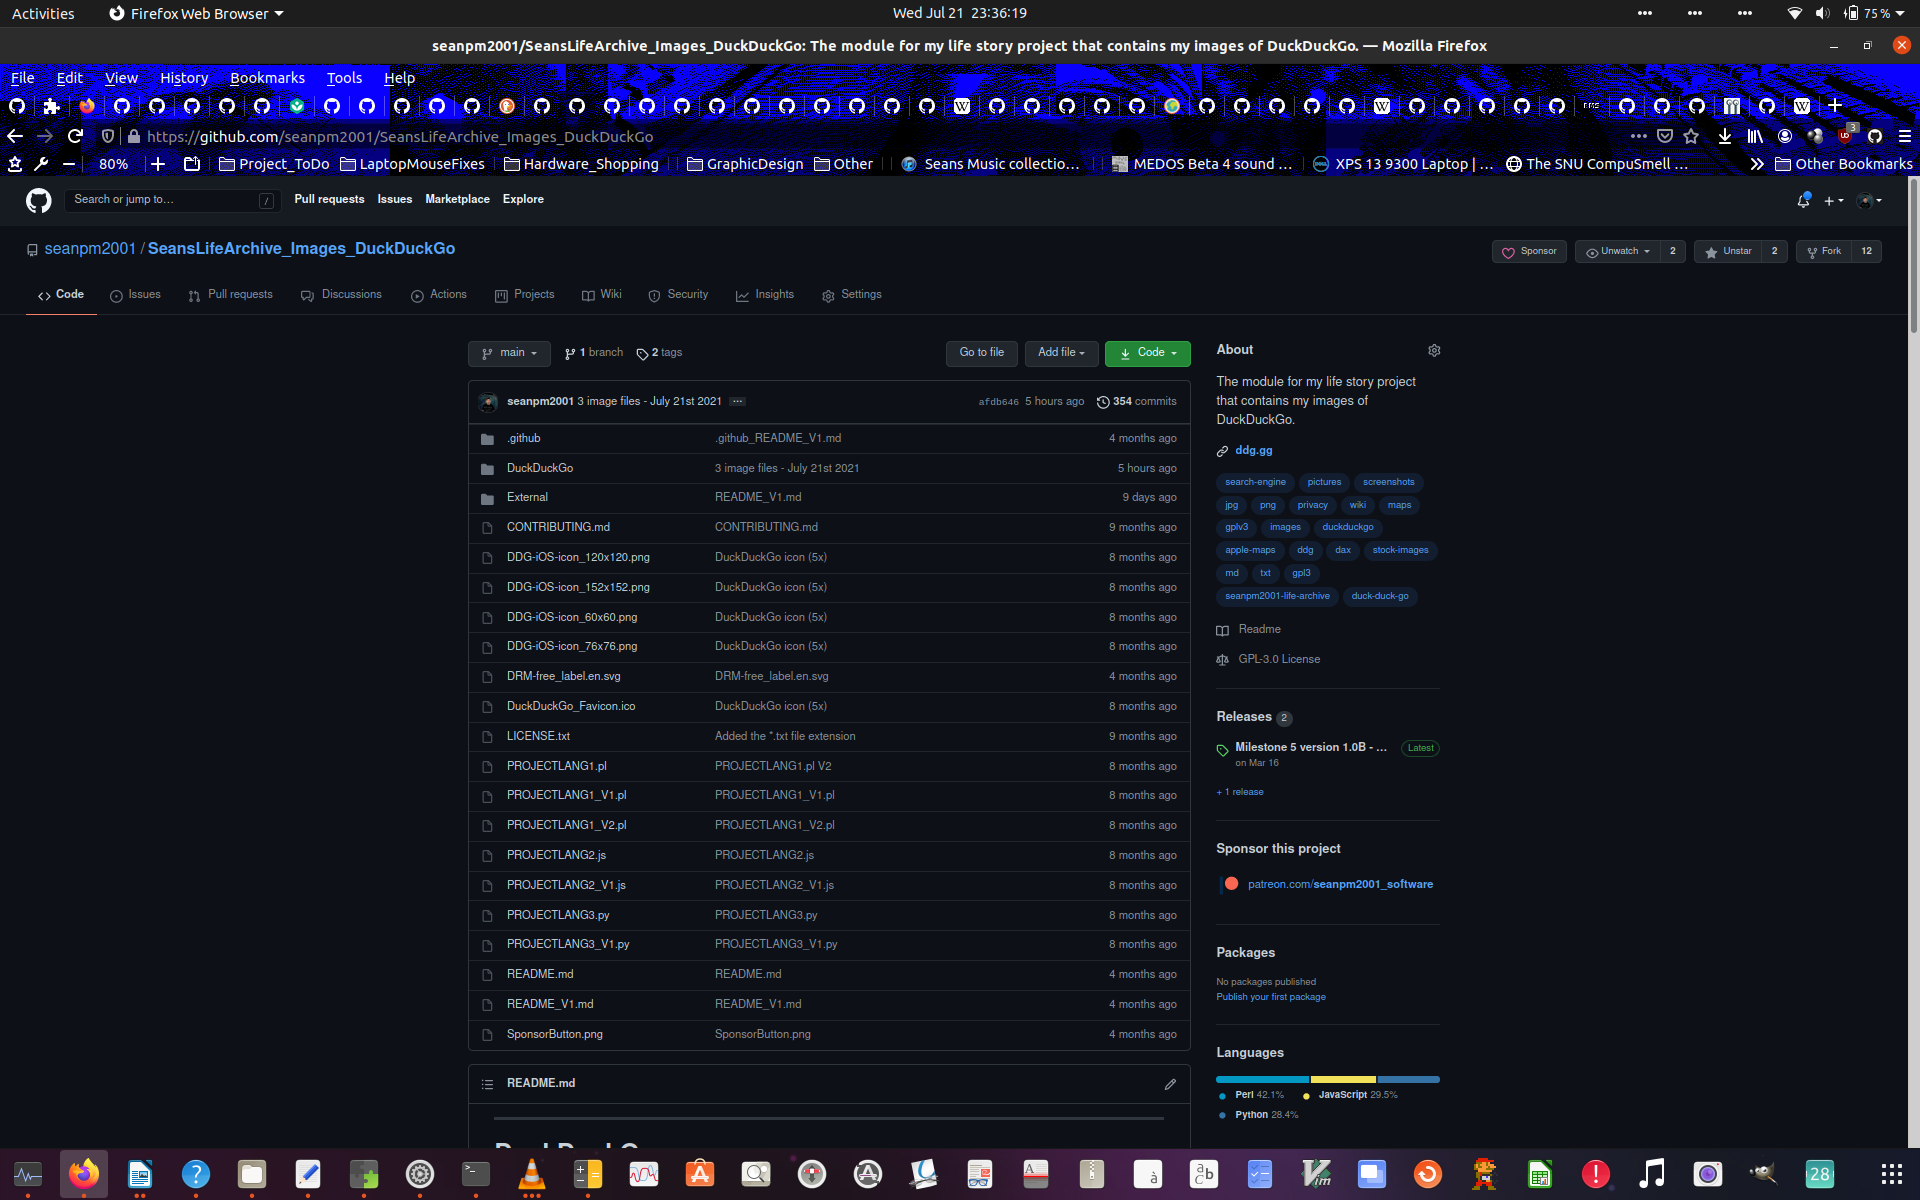 Activities Firefox Web Browser Wed Jul 21 23:36:19 75 %
seanpm2001/SeansLifeArchive_Images_DuckDuckGo: The module for my life story project that contains my images of DuckDuckGo. — Mozilla Firefox
File Edit View History Bookmarks Tools Help
https://github.com/seanpm2001/SeansLifeArchive_Images_DuckDuckGo 3
80% Project_ToDo LaptopMouseFixes Hardware_Shopping GraphicDesign Other Seans Music collectio... MEDOS Beta 4 sound ... XPS 13 9300 Laptop | ... The SNU CompuSmell ... Other Bookmarks
Search or jump to... / Pull requests Issues Marketplace Explore
seanpm2001 / SeansLifeArchive_Images_DuckDuckGo Sponsor Unwatch 2 Unstar 2 Fork 12
Code Issues Pull requests Discussions Actions Projects Wiki Security Insights Settings
main 1 branch 2 tags Go to file Add file Code
seanpm2001 3 image files - July 21st 2021 ... afdb646 5 hours ago 354 commits
.github .github_README_V1.md 4 months ago
DuckDuckGo 3 image files - July 21st 2021 5 hours ago
External README_V1.md 9 days ago
CONTRIBUTING.md CONTRIBUTING.md 9 months ago
DDG-iOS-icon_120x120.png DuckDuckGo icon (5x) 8 months ago
DDG-iOS-icon_152x152.png DuckDuckGo icon (5x) 8 months ago
DDG-iOS-icon_60x60.png DuckDuckGo icon (5x) 8 months ago
DDG-iOS-icon_76x76.png DuckDuckGo icon (5x) 8 months ago
DRM-free_label.en.svg DRM-free_label.en.svg 4 months ago
DuckDuckGo_Favicon.ico DuckDuckGo icon (5x) 8 months ago
LICENSE.txt Added the *.txt file extension 9 months ago
PROJECTLANG1.pl PROJECTLANG1.pl V2 8 months ago
PROJECTLANG1_V1.pl PROJECTLANG1_V1.pl 8 months ago
PROJECTLANG1_V2.pl PROJECTLANG1_V2.pl 8 months ago
PROJECTLANG2.js PROJECTLANG2.js 8 months ago
PROJECTLANG2_V1.js PROJECTLANG2_V1.js 8 months ago
PROJECTLANG3.py PROJECTLANG3.py 8 months ago
PROJECTLANG3_V1.py PROJECTLANG3_V1.py 8 months ago
README.md README.md 4 months ago
README_V1.md README_V1.md 4 months ago
SponsorButton.png SponsorButton.png 4 months ago
README.md
About
The module for my life story project
that contains my images of
DuckDuckGo.
ddg.gg
search-engine pictures screenshots
jpg png privacy wiki maps
gplv3 images duckduckgo
apple-maps ddg dax stock-images
md txt gpl3
seanpm2001-life-archive duck-duck-go
Readme
GPL-3.0 License
Releases 2
Milestone 5 version 1.0B - ... Latest
on Mar 16
+ 1 release
Sponsor this project
patreon.com/seanpm2001_software
Packages
No packages published
Publish your first package
Languages
Perl 42.1% JavaScript 29.5%
Python 28.4%
28